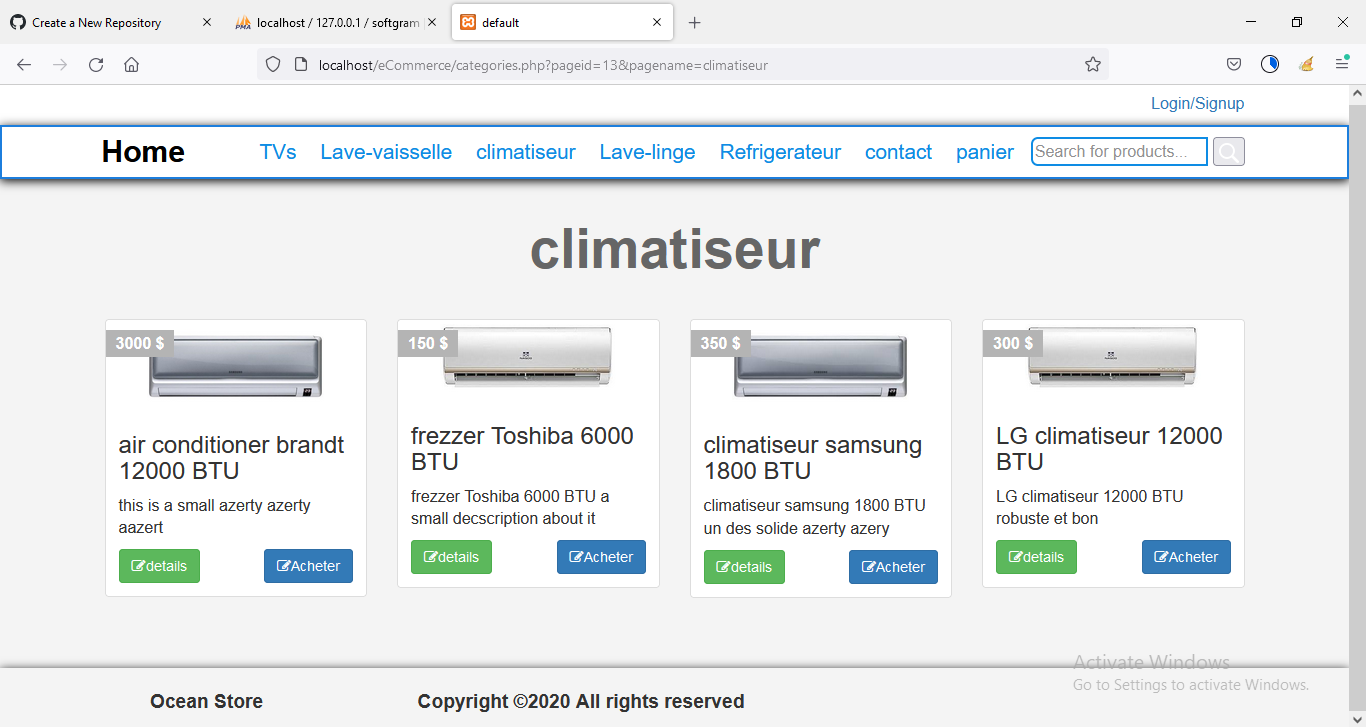 Create a New Repository
localhost / 127.0.0.1 / softgram
default
localhost/eCommerce/categories.php?pageid=13&pagename=climatiseur
Login/Signup
Home TVs Lave-vaisselle climatiseur Lave-linge Refrigerateur contact panier Search for products...
climatiseur
3000 $
air conditioner brandt
12000 BTU
this is a small azerty azerty
aazert
details Acheter
150 $
frezzer Toshiba 6000
BTU
frezzer Toshiba 6000 BTU a
small decscription about it
details Acheter
350 $
climatiseur samsung
1800 BTU
climatiseur samsung 1800 BTU
un des solide azerty azery
details Acheter
300 $
LG climatiseur 12000
BTU
LG climatiseur 12000 BTU
robuste et bon
details Acheter
Activate Windows
Go to Settings to activate Windows.
Ocean Store Copyright ©2020 All rights reserved